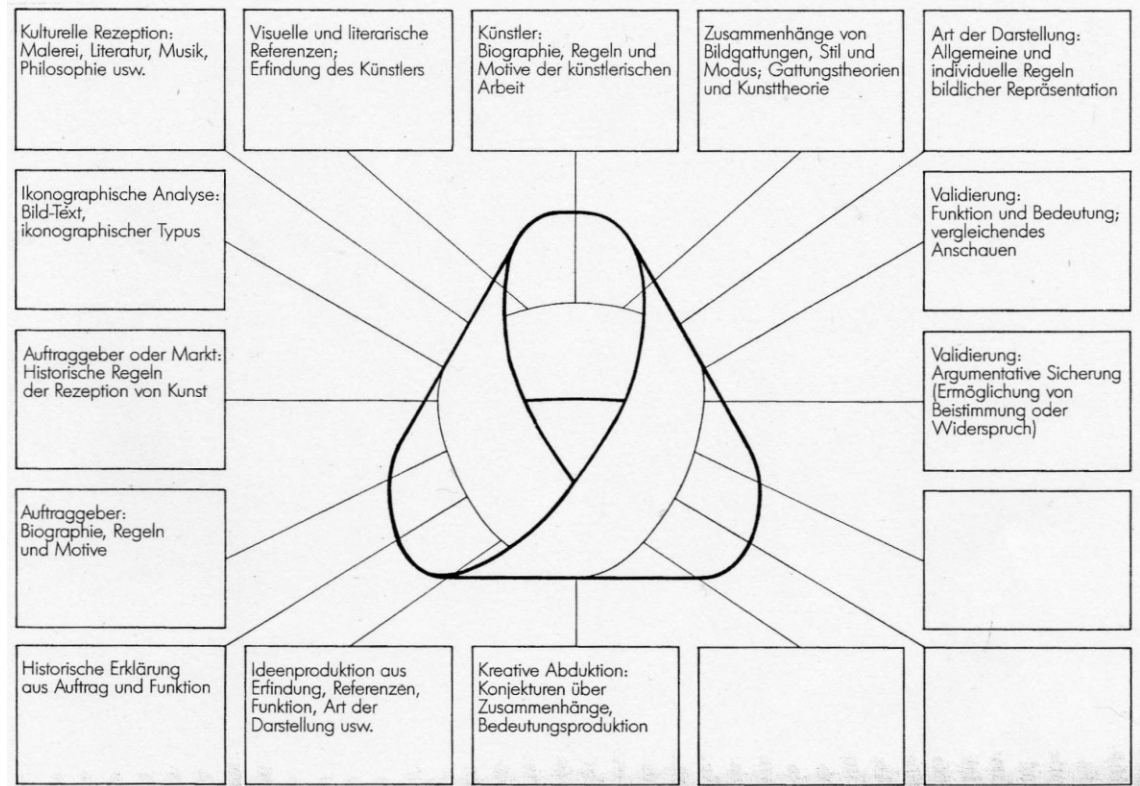 Kulturelle Rezeption:
Malerei, Literatur, Musik,
Philosophie usw.
Visuelle und literarische
Referenzen;
Erfindung des Künstlers
Künstler:
Biographie, Regeln und
Motive der künstlerischen
Arbeit
Zusammenhänge von
Bildgattungen, Stil und
Modus; Gattungstheorien
und Kunsttheorie
Art der Darstellung:
Allgemeine und
individuelle Regeln
bildlicher Repräsentation
Ikonographische Analyse:
Bild-Text,
ikonographischer Typus
Validierung:
Funktion und Bedeutung;
vergleichendes
Anschauen
Auftraggeber oder Markt:
Historische Regeln
der Rezeption von Kunst
Validierung:
Argumentative Sicherung
(Ermöglichung von
Beistimmung oder
Widerspruch)
Auftraggeber:
Biographie, Regeln
und Motive
Historische Erklärung
aus Auftrag und Funktion
Ideenproduktion aus
Erfindung, Referenzen,
Funktion, Art der
Darstellung usw.
Kreative Abduktion:
Konjekturen über
Zusammenhänge,
Bedeutungsproduktion